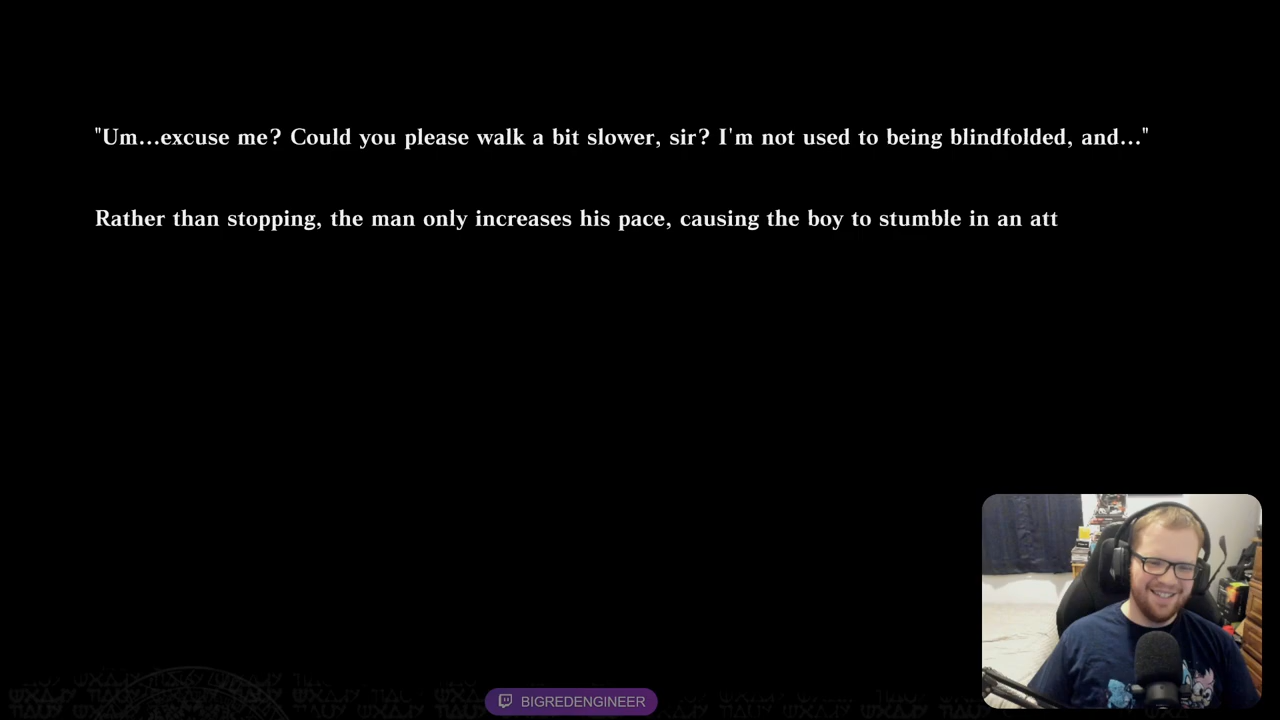 "Um...excuse me? Could you please walk a bit slower, sir? I'm not used to being blindfolded, and..."
Rather than stopping, the man only increases his pace, causing the boy to stumble in an att
BIGREDENGINEER